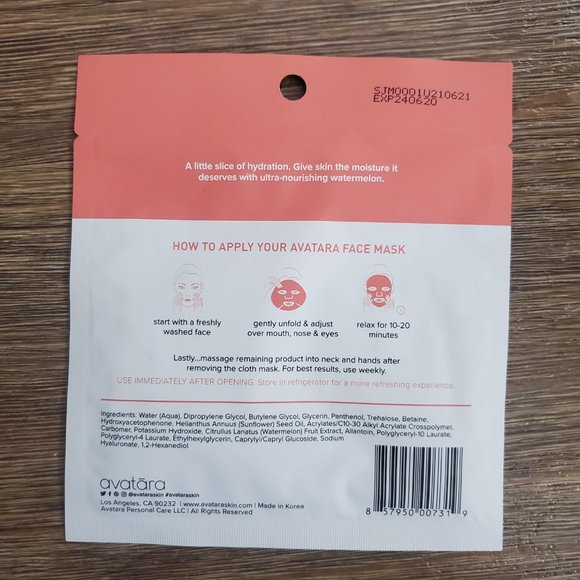 SJM0001U210621
EXP240620
A little slice of hydration. Give skin the moisture it
deserves with ultra-nourishing watermelon.
HOW TO APPLY YOUR AVATARA FACE MASK
start with a freshly
washed face
gently unfold & adjust
over mouth, nose & eyes
relax for 10-20
minutes
Lastly...massage remaining product into neck and hands after
removing the cloth mask. For best results, use weekly.
USE IMMEDIATELY AFTER OPENING. Store in refrigerator for a more refreshing experience.
Ingredients: Water (Aqua), Dipropylene Glycol, Butylene Glycol, Glycerin, Panthenol, Trehalose, Betaine,
Hydroxyacetophenone, Helianthus Annuus (Sunflower) Seed Oil, Acrylates/C10-30 Alkyl Acrylate Crosspolymer,
Carbomer, Potassium Hydroxide, Citrullus Lanatus (Watermelon) Fruit Extract, Allantoin, Polyglyceryl-10 Laurate,
Polyglyceryl-4 Laurate, Ethylhexylglycerin, Caprylyl/Capryl Glucoside, Sodium
Hyaluronate, 1,2-Hexanediol
avatāra
@avataraskin #avataraskin
Los Angeles, CA 90232 | www.avataraskin.com | Made in Korea
Avatara Personal Care LLC | All Rights Reserved
8 57950 00731 9